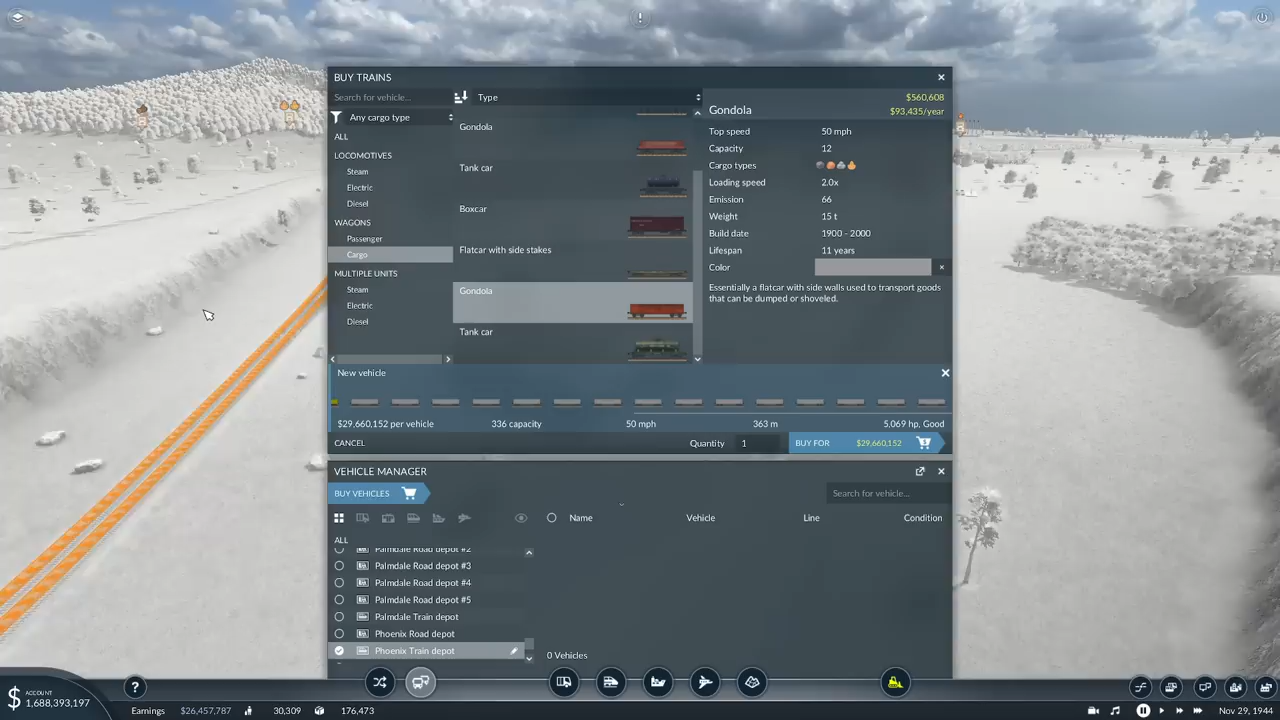 BUY TRAINS
Search for vehicle...
Type
Any cargo type
ALL
LOCOMOTIVES
Steam
Electric
Diesel
WAGONS
Passenger
Cargo
MULTIPLE UNITS
Steam
Electric
Diesel
Gondola
Tank car
Boxcar
Flatcar with side stakes
Gondola
Tank car
$560,608
Gondola
$93,435/year
Top speed 50 mph
Capacity 12
Cargo types
Loading speed 2.0x
Emission 66
Weight 15 t
Build date 1900 - 2000
Lifespan 11 years
Color
Essentially a flatcar with side walls used to transport goods
that can be dumped or shoveled.
New vehicle
$29,660,152 per vehicle 336 capacity 50 mph 363 m 5,069 hp, Good
CANCEL Quantity 1 BUY FOR $29,660,152
VEHICLE MANAGER
BUY VEHICLES
Search for vehicle...
Name Vehicle Line Condition
ALL
Palmdale Road depot #2
Palmdale Road depot #3
Palmdale Road depot #4
Palmdale Road depot #5
Palmdale Train depot
Phoenix Road depot
Phoenix Train depot
0 Vehicles
ACCOUNT
$ 1,688,393,197
?
Earnings $26,457,787 30,309 176,473
Nov 29, 1944